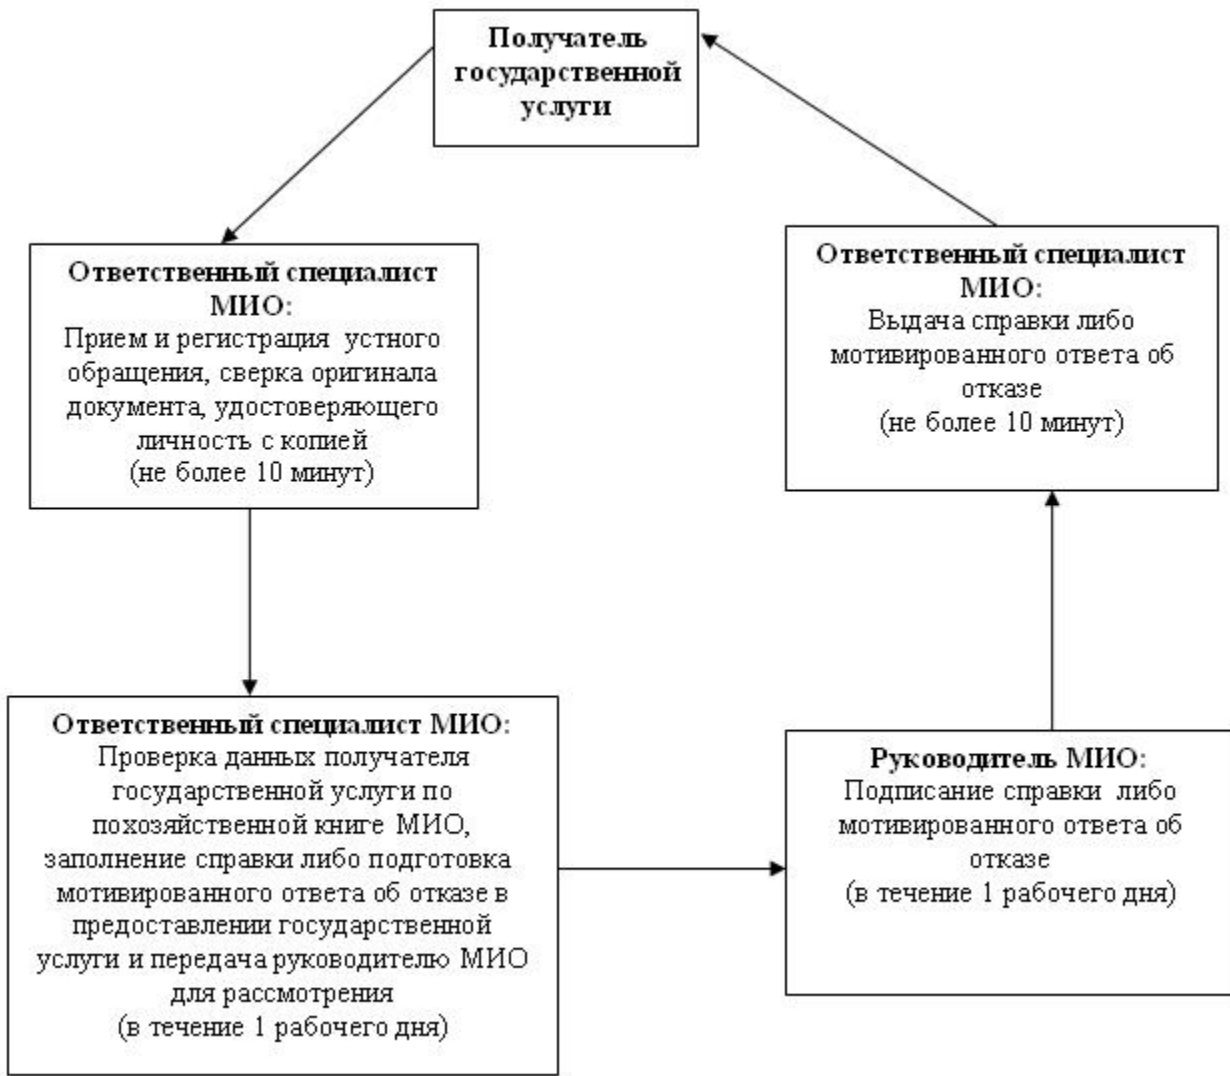 Получатель
государственной
услуги
Ответственный специалист
МИО:
Прием и регистрация устного
обращения, сверка оригинала
документа, удостоверяющего
личность с копией
(не более 10 минут)
Ответственный специалист МИО:
Проверка данных получателя
государственной услуги по
похозяйственной книге МИО,
заполнение справки либо подготовка
мотивированного ответа об отказе в
предоставлении государственной
услуги и передача руководителю МИО
для рассмотрения
(в течение 1 рабочего дня)
Руководитель МИО:
Подписание справки либо
мотивированного ответа об
отказе
(в течение 1 рабочего дня)
Ответственный специалист
МИО:
Выдача справки либо
мотивированного ответа об
отказе
(не более 10 минут)